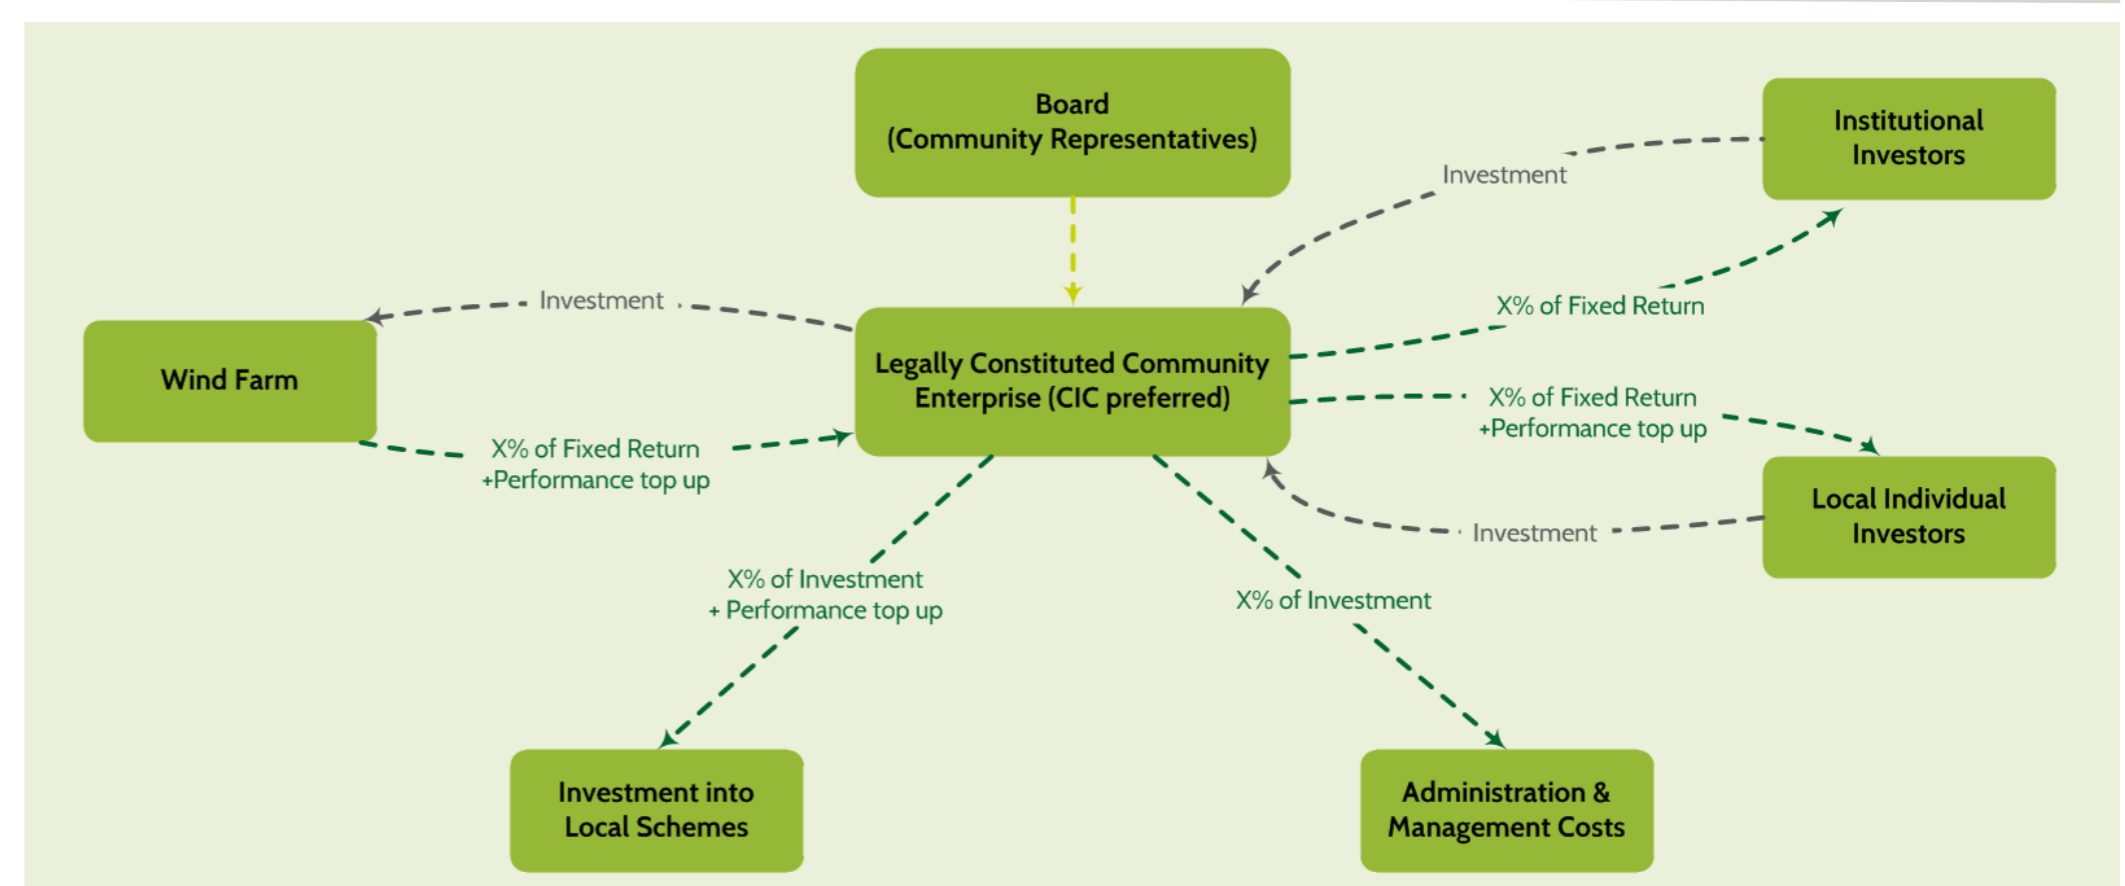 Board
(Community Representatives)
Institutional
Investors
Investment
Investment
X% of Fixed Return
Legally Constituted Community
Enterprise (CIC preferred)
Wind Farm
X% of Fixed Return
+Performance top up
X% of Fixed Return
+Performance top up
Local Individual
Investors
Investment
X% of Investment
+ Performance top up
X% of Investment
Investment into
Local Schemes
Administration &
Management Costs